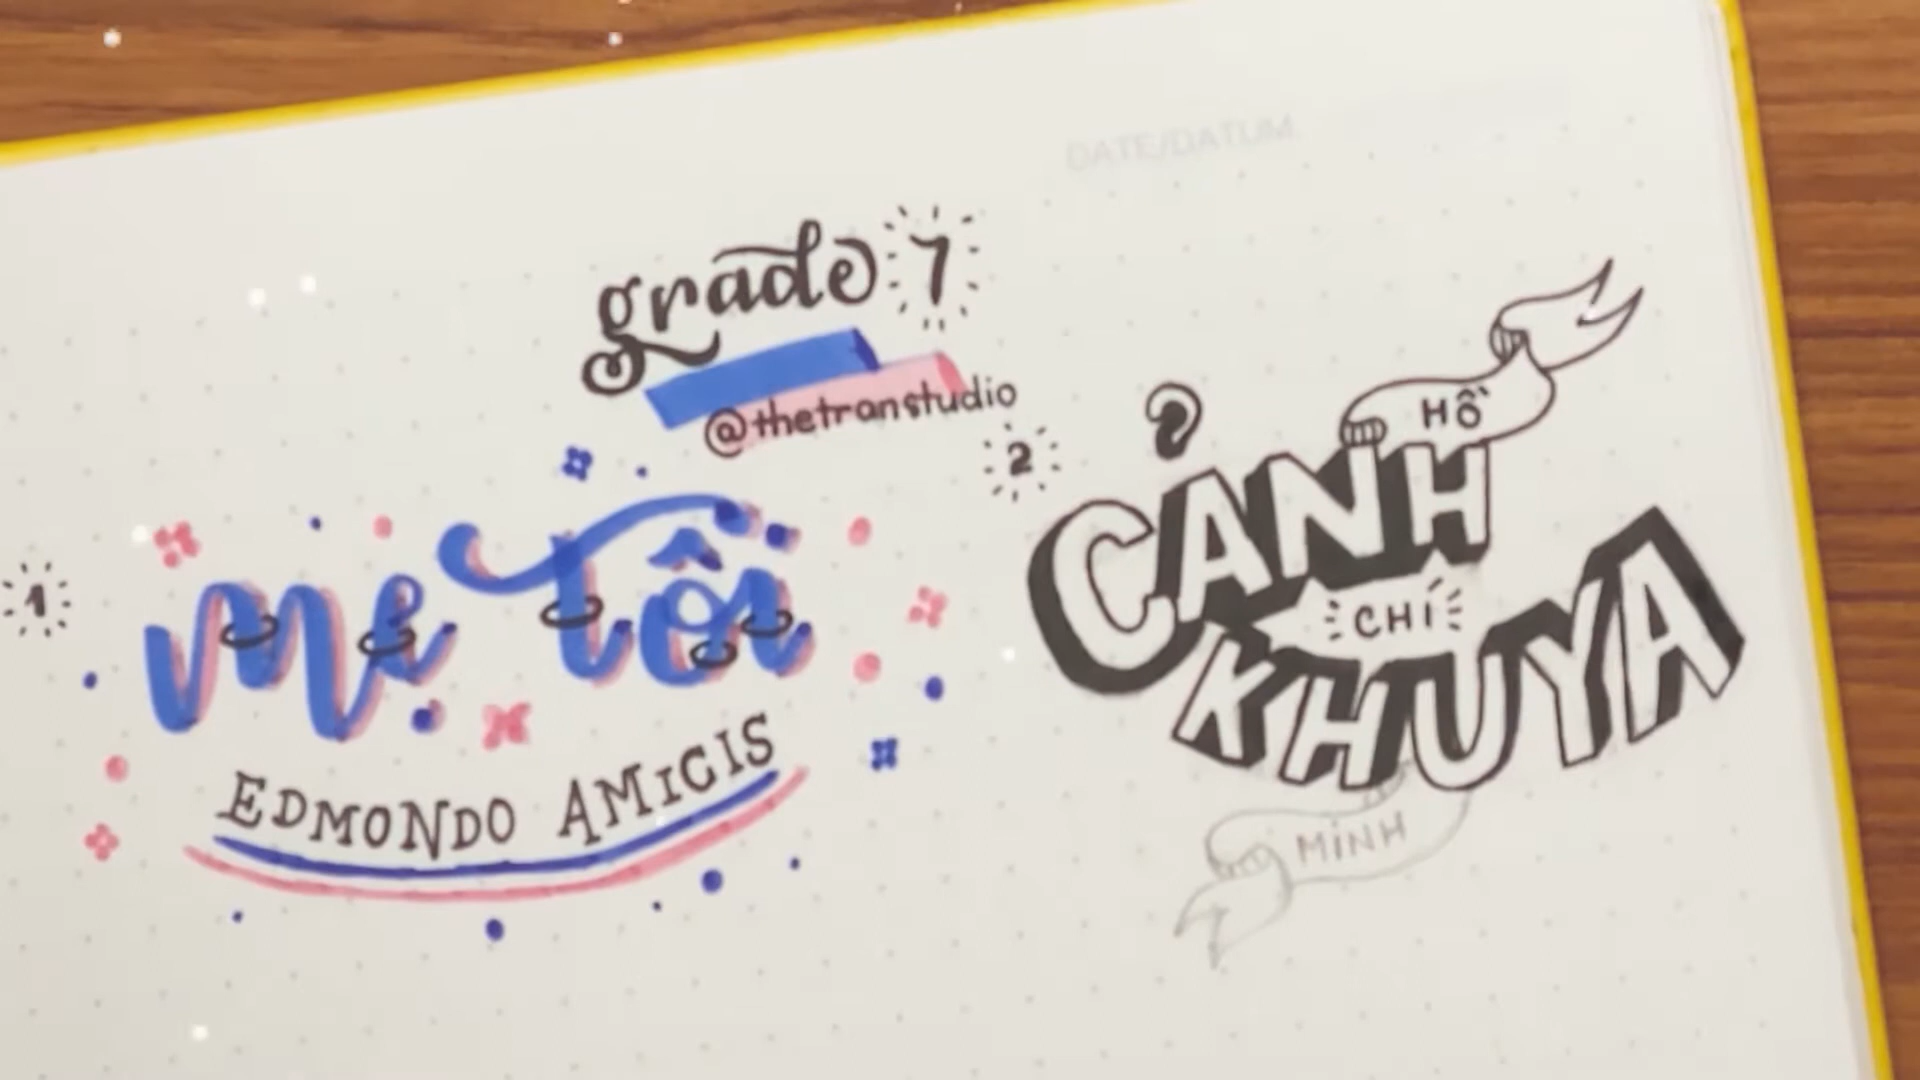 DATE/DATUM
grade 7
@thetranstudio
1
mẹ tôi
EDMONDO AMICIS
2
HỒ
CẢNH
CHÍ
KHUYA
MINH